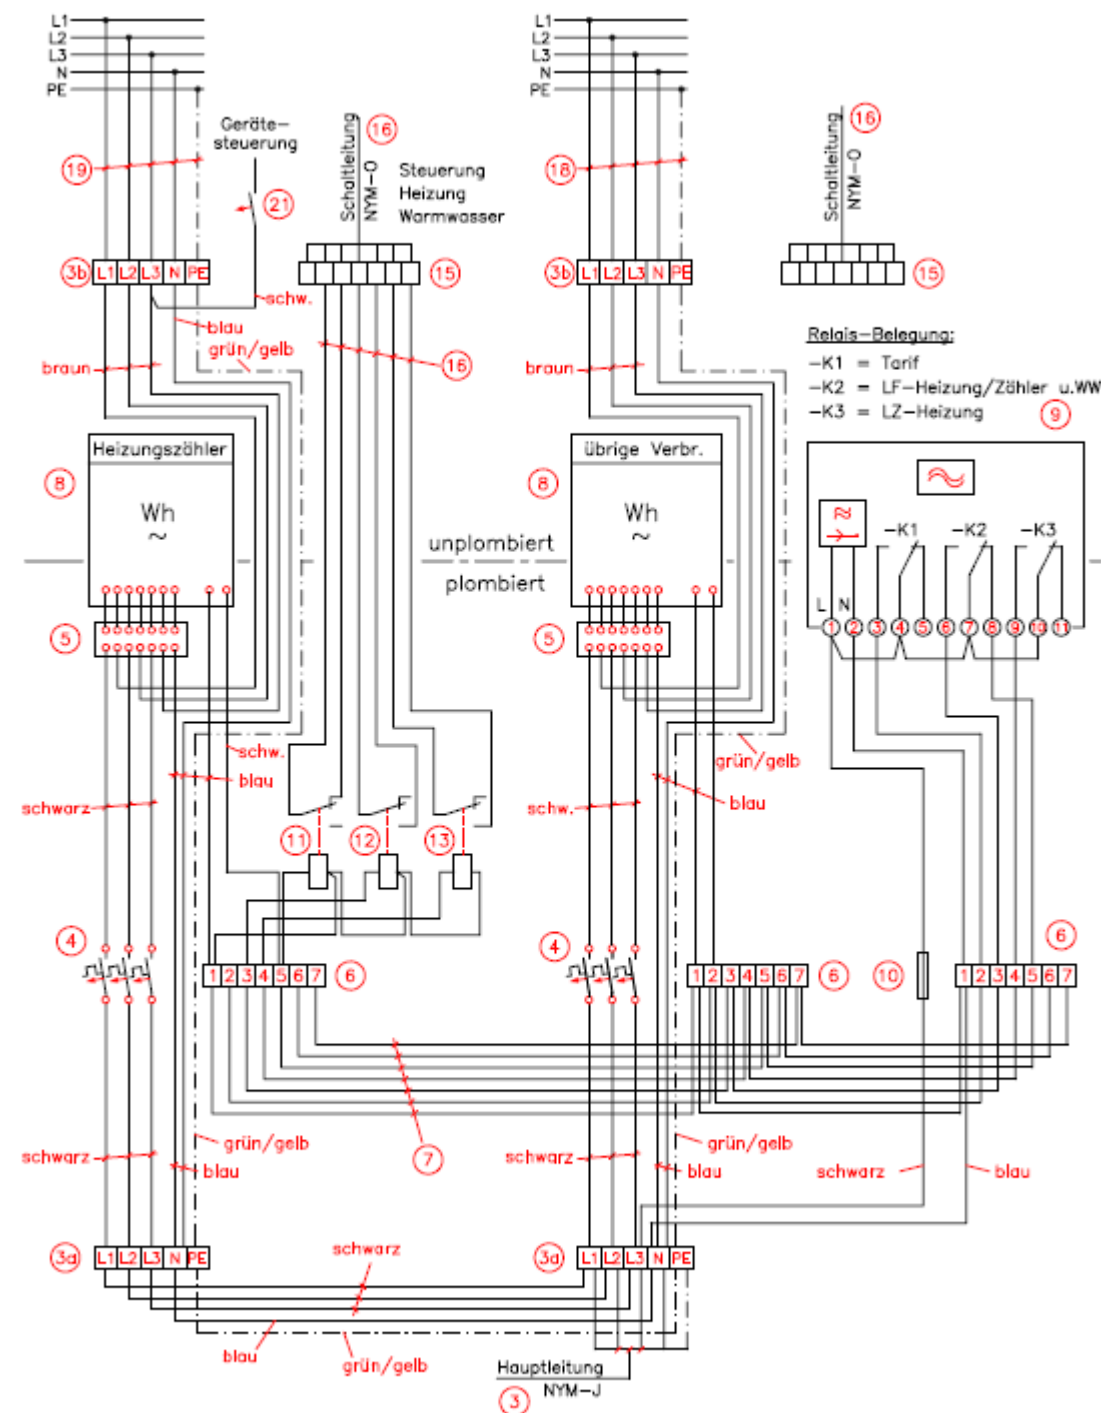 L1
L2
L3
N
PE
L1
L2
L3
N
PE
Geräte-
steuerung
Schaltleitung
NYM-O
16
Steuerung
Heizung
Warmwasser
19
21
18
Schaltleitung
NYM-O
16
3b L1 L2 L3 N PE
15
3b L1 L2 L3 N PE
15
schw.
blau
grün/gelb
braun
16
braun
Relais-Belegung:
-K1 = Tarif
-K2 = LF-Heizung/Zähler u.WW
-K3 = LZ-Heizung
9
Heizungszähler
8
Wh
~
übrige Verbr.
8
Wh
~
unplombiert
plombiert
-K1
-K2
-K3
L N
1 2 3 4 5 6 7 8 9 10 11
5
5
schw.
blau
schwarz
grün/gelb
blau
schw.
11
12
13
4
4
1 2 3 4 5 6 7
6
1 2 3 4 5 6 7
6
10
6
1 2 3 4 5 6 7
7
grün/gelb
schwarz
blau
grün/gelb
schwarz
blau
schwarz
blau
3a L1 L2 L3 N PE
schwarz
3a L1 L2 L3 N PE
blau
grün/gelb
Hauptleitung
NYM-J
3